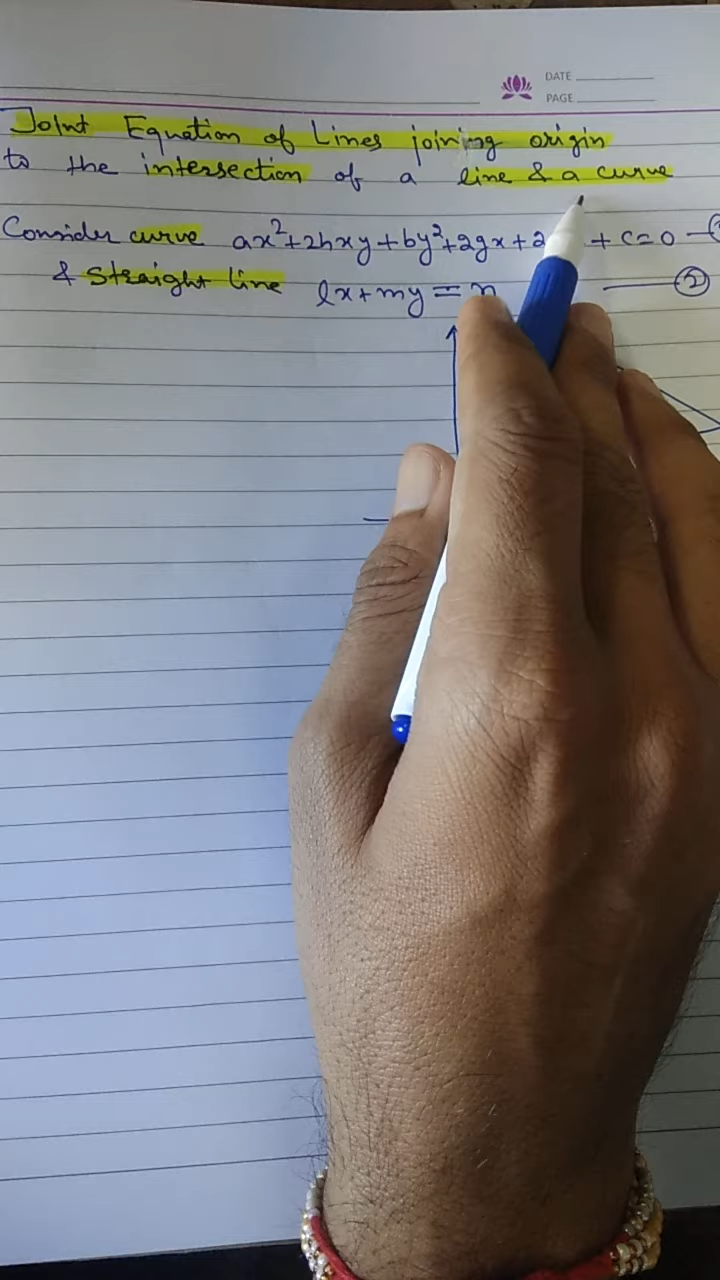 DATE
PAGE
Joint Equation of Lines joining origin
to the intersection of a line & a curve
Consider curve ax²+2hxy+by²+2gx+2 + c=0 —
& straight line lx+my=n —②